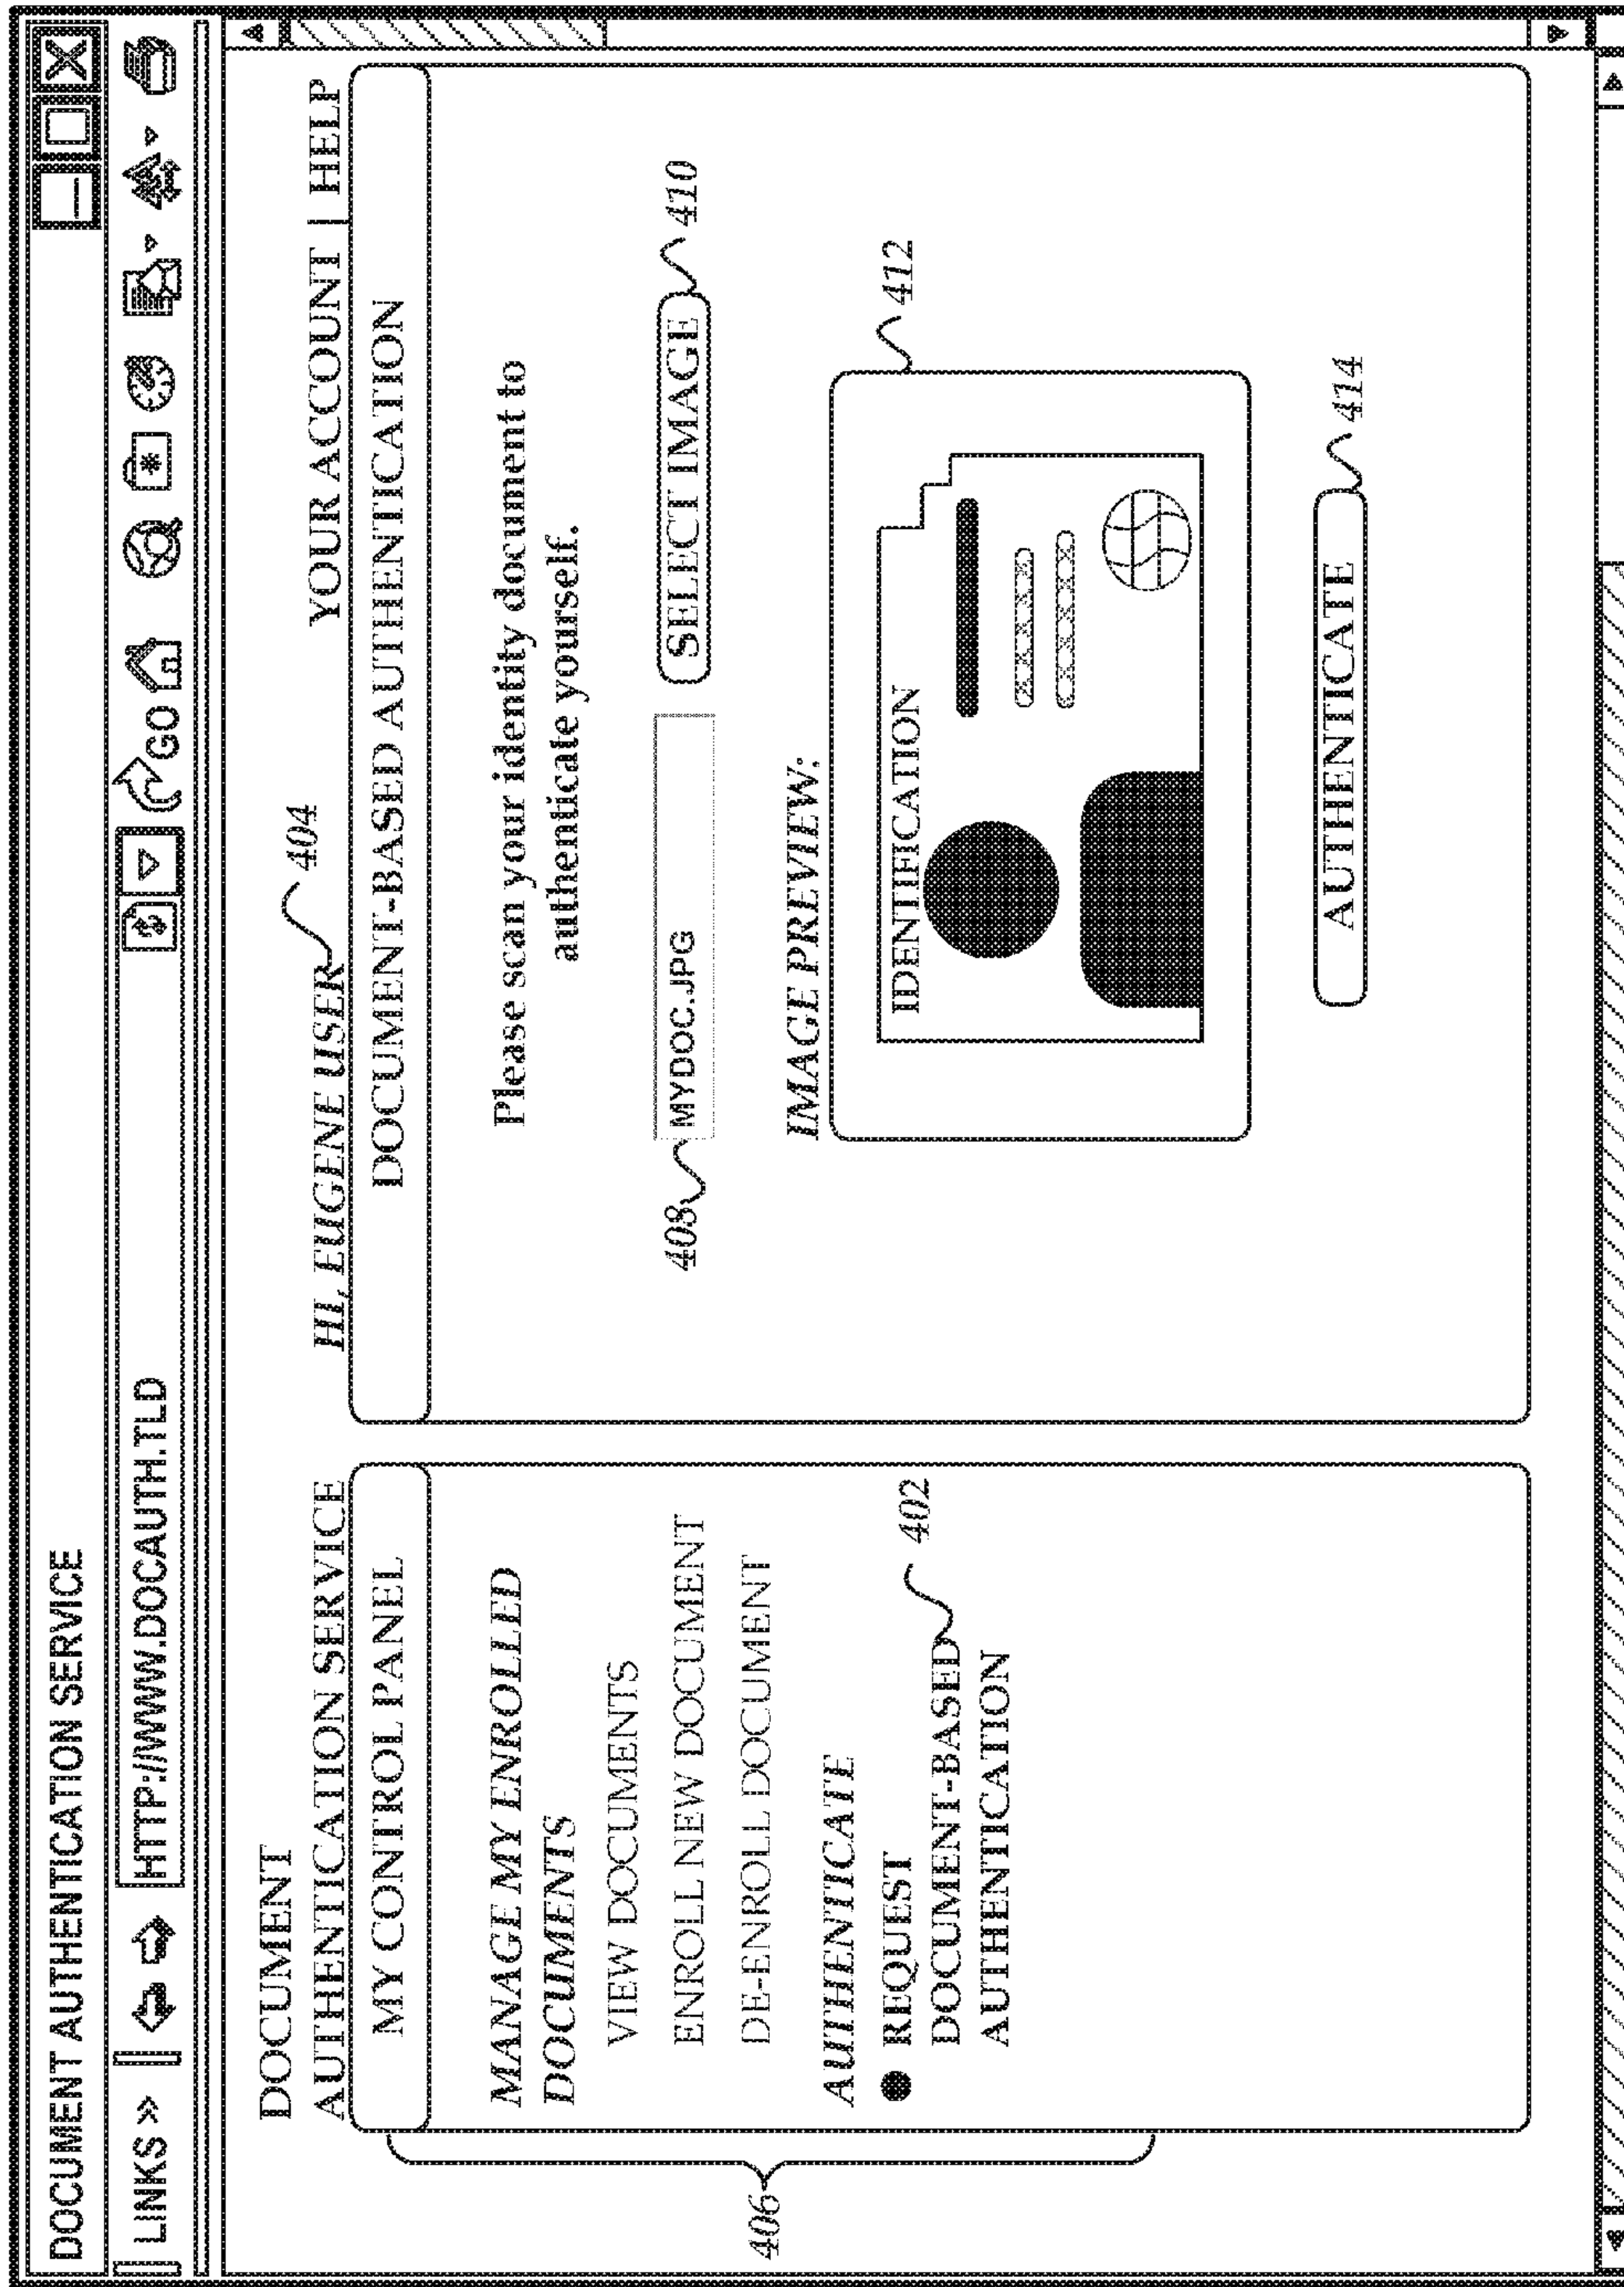 DOCUMENT AUTHENTICATION SERVICE
LINKS »
HTTP://WWW.DOCAUTH.TLD
GO
DOCUMENT
AUTHENTICATION SERVICE
MY CONTROL PANEL
MANAGE MY ENROLLED
DOCUMENTS
VIEW DOCUMENTS
ENROLL NEW DOCUMENT
DE-ENROLL DOCUMENT
AUTHENTICATE
REQUEST
DOCUMENT-BASED
AUTHENTICATION
402
406
404
HI, EUGENE USER
YOUR ACCOUNT | HELP
DOCUMENT-BASED AUTHENTICATION
Please scan your identity document to
authenticate yourself.
408
MYDOC.JPG
SELECT IMAGE
410
IMAGE PREVIEW:
412
IDENTIFICATION
AUTHENTICATE
414